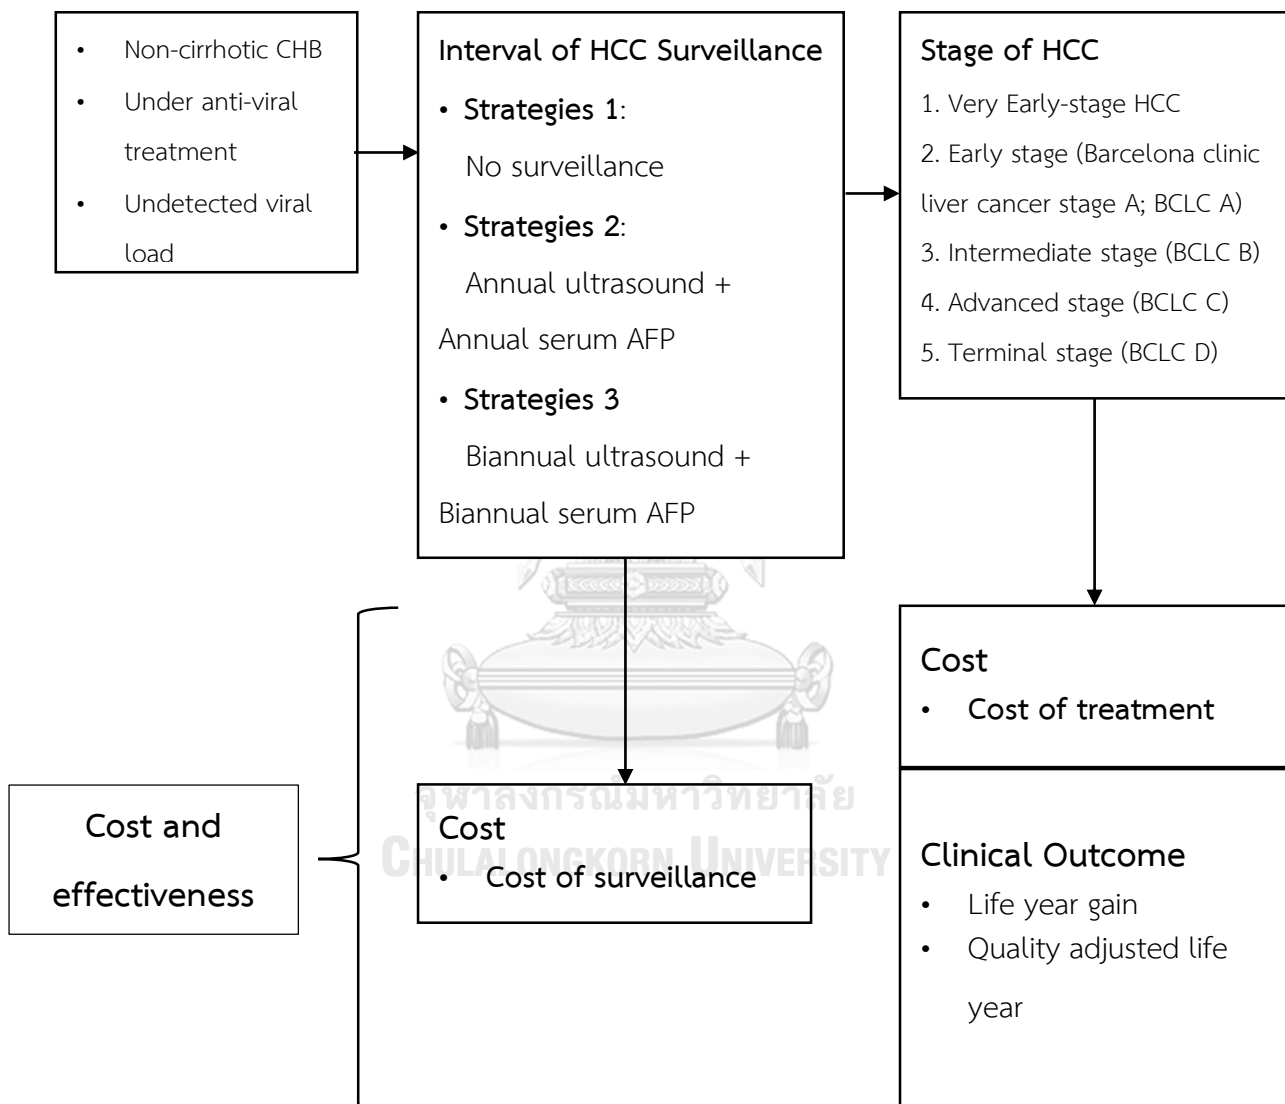 • Non-cirrhotic CHB
• Under anti-viral
treatment
• Undetected viral
load
Interval of HCC Surveillance
• Strategies 1:
No surveillance
• Strategies 2:
Annual ultrasound +
Annual serum AFP
• Strategies 3
Biannual ultrasound +
Biannual serum AFP
Stage of HCC
1. Very Early-stage HCC
2. Early stage (Barcelona clinic
liver cancer stage A; BCLC A)
3. Intermediate stage (BCLC B)
4. Advanced stage (BCLC C)
5. Terminal stage (BCLC D)
Cost
• Cost of treatment
Cost and
effectiveness
จุฬาลงกรณ์มหาวิทยาลัย
CHULALONGKORN UNIVERSITY
Cost
• Cost of surveillance
Clinical Outcome
• Life year gain
• Quality adjusted life
year